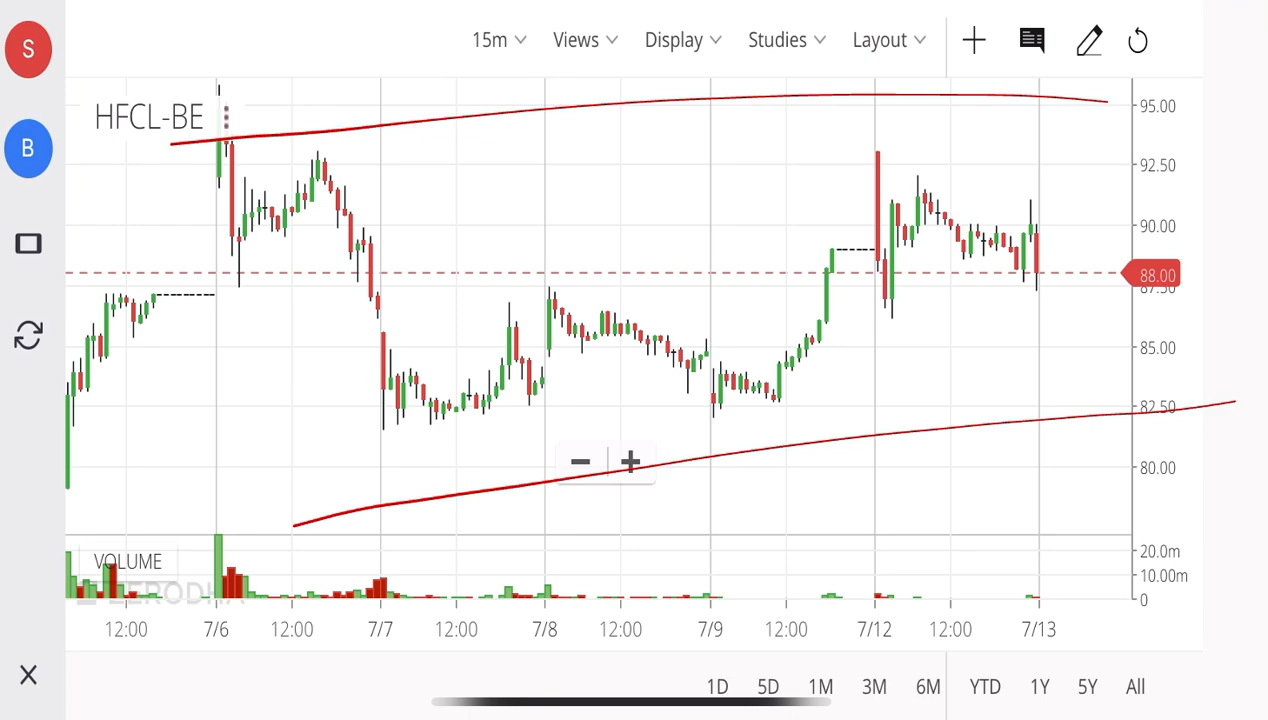 S
15m Views Display Studies Layout
HFCL-BE
B
95.00
92.50
90.00
88.00
87.50
85.00
82.50
80.00
VOLUME
20.0m
10.00m
0
ZERODHA
12:00 7/6 12:00 7/7 12:00 7/8 12:00 7/9 12:00 7/12 12:00 7/13
1D 5D 1M 3M 6M YTD 1Y 5Y All